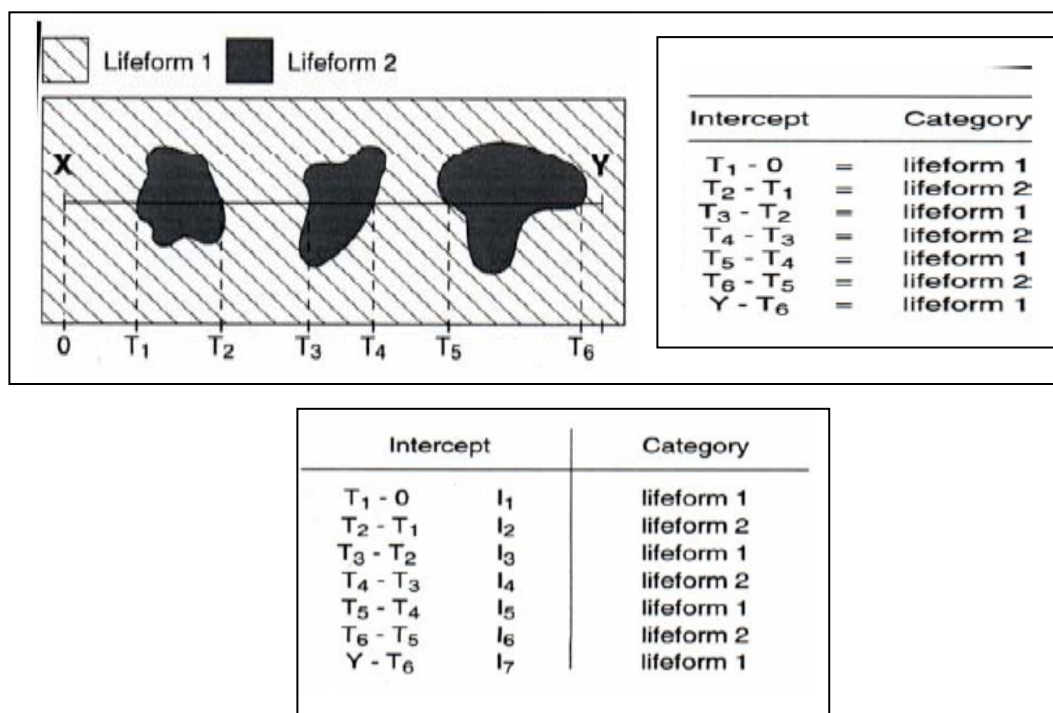 Lifeform 1 Lifeform 2
X Y
0 T1 T2 T3 T4 T5 T6
Intercept Category
T1 - 0 = lifeform 1
T2 - T1 = lifeform 2
T3 - T2 = lifeform 1
T4 - T3 = lifeform 2
T5 - T4 = lifeform 1
T6 - T5 = lifeform 2
Y - T6 = lifeform 1
Intercept Category
T1 - 0 I1 lifeform 1
T2 - T1 I2 lifeform 2
T3 - T2 I3 lifeform 1
T4 - T3 I4 lifeform 2
T5 - T4 I5 lifeform 1
T6 - T5 I6 lifeform 2
Y - T6 I7 lifeform 1